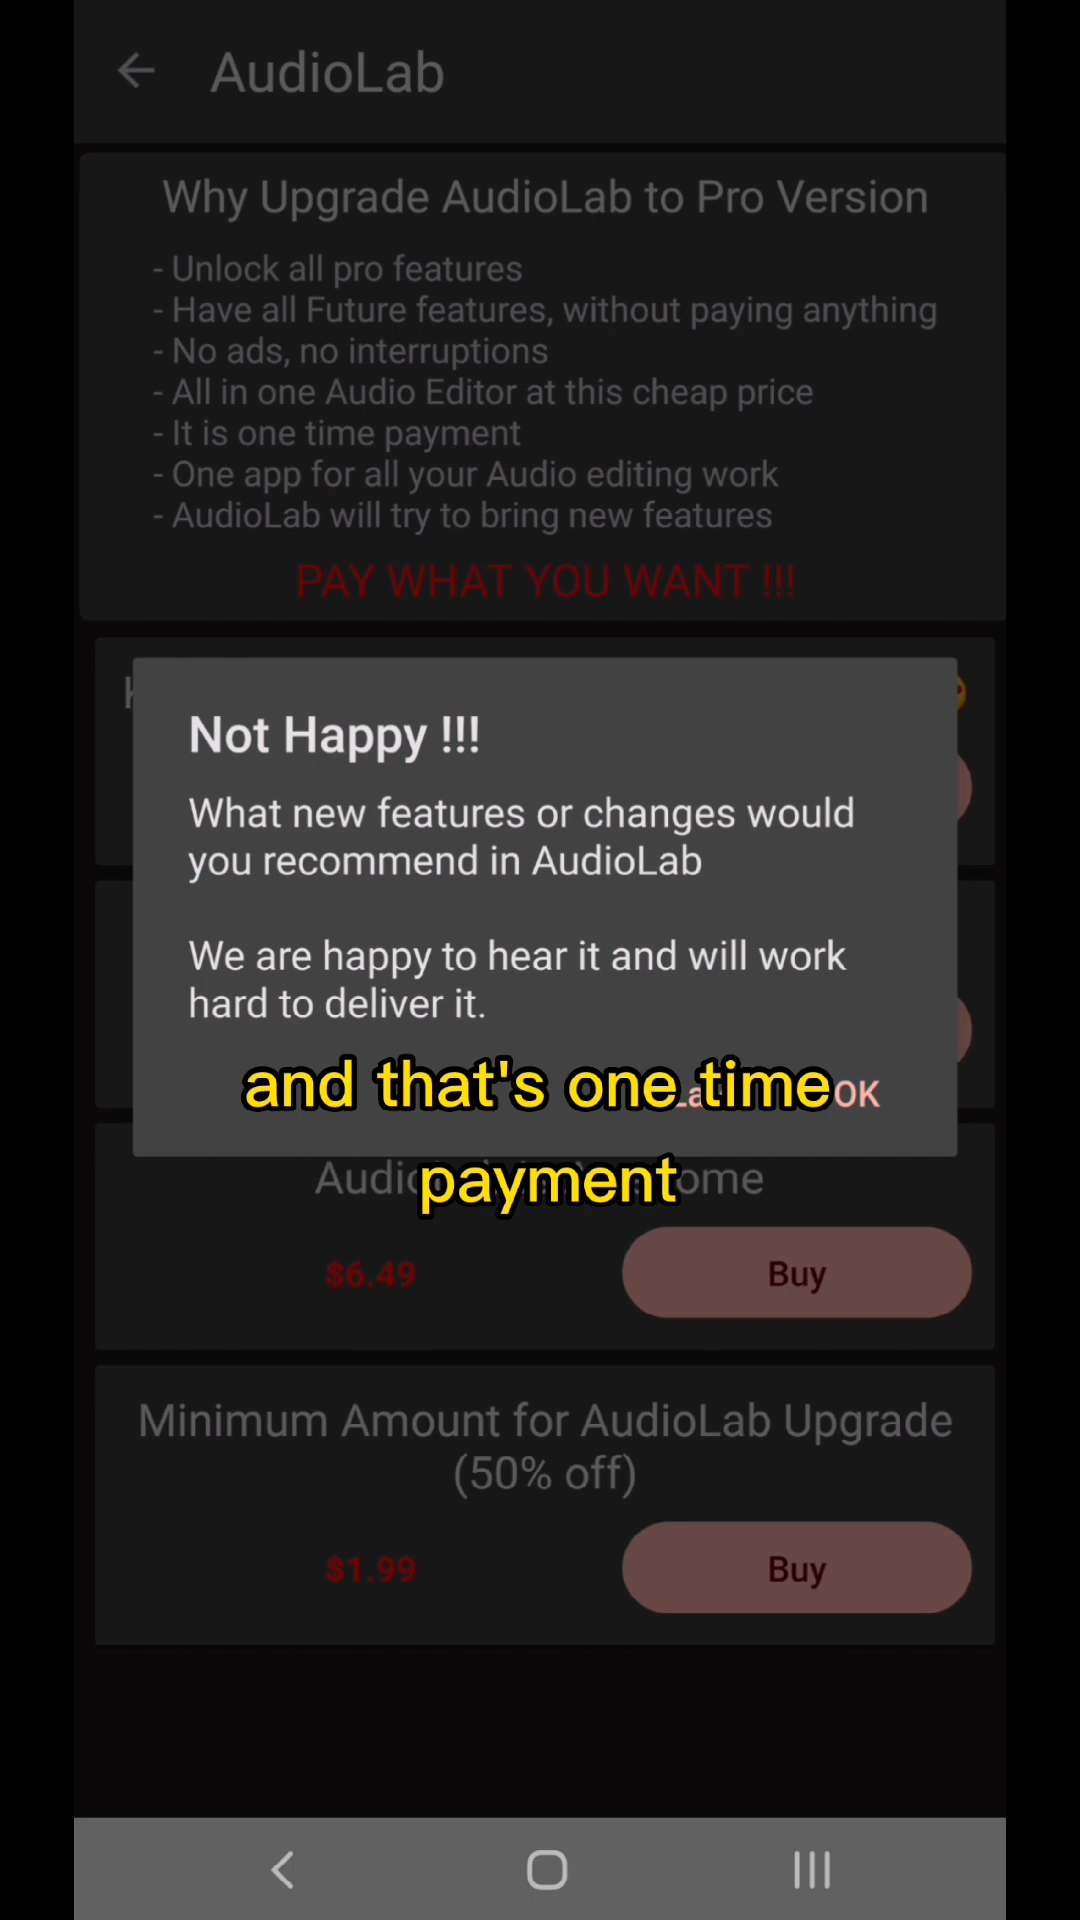 AudioLab
Why Upgrade AudioLab to Pro Version
- Unlock all pro features
- Have all Future features, without paying anything
- No ads, no interruptions
- All in one Audio Editor at this cheap price
- It is one time payment
- One app for all your Audio editing work
- AudioLab will try to bring new features
PAY WHAT YOU WANT !!!
Not Happy !!!
What new features or changes would
you recommend in AudioLab
We are happy to hear it and will work
hard to deliver it.
OK
and that's one time
payment
$6.49
Buy
Minimum Amount for AudioLab Upgrade
(50% off)
$1.99
Buy